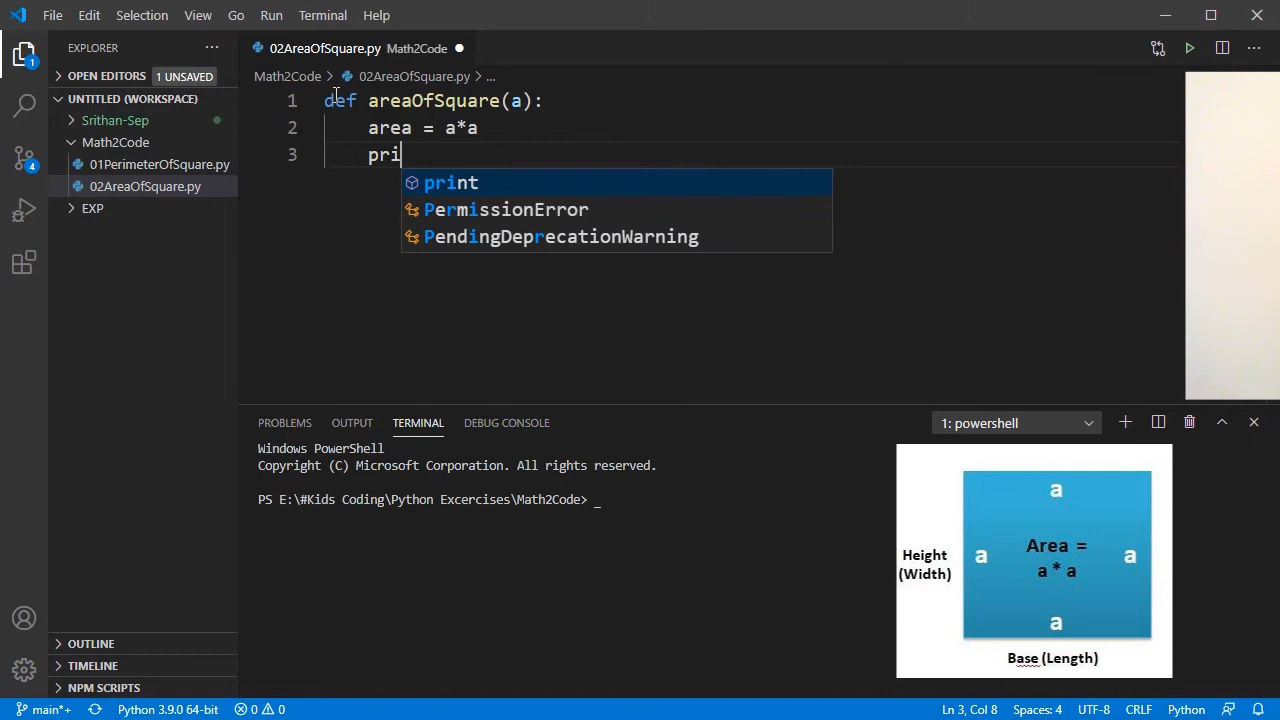 File Edit Selection View Go Run Terminal Help
EXPLORER
OPEN EDITORS 1 UNSAVED
UNTITLED (WORKSPACE)
Srithan-Sep
Math2Code
01PerimeterOfSquare.py
02AreaOfSquare.py
EXP
OUTLINE
TIMELINE
NPM SCRIPTS
1
4
02AreaOfSquare.py Math2Code
Math2Code > 02AreaOfSquare.py > ...
1 def areaOfSquare(a):
2 area = a*a
3 pri
print
PermissionError
PendingDeprecationWarning
PROBLEMS OUTPUT TERMINAL DEBUG CONSOLE
1: powershell
Windows PowerShell
Copyright (C) Microsoft Corporation. All rights reserved.
PS E:\#Kids Coding\Python Excercises\Math2Code> _
a
Height
(Width)
a
Area =
a * a
a
a
Base (Length)
main*+ Python 3.9.0 64-bit 0 0 Ln 3, Col 8 Spaces: 4 UTF-8 CRLF Python